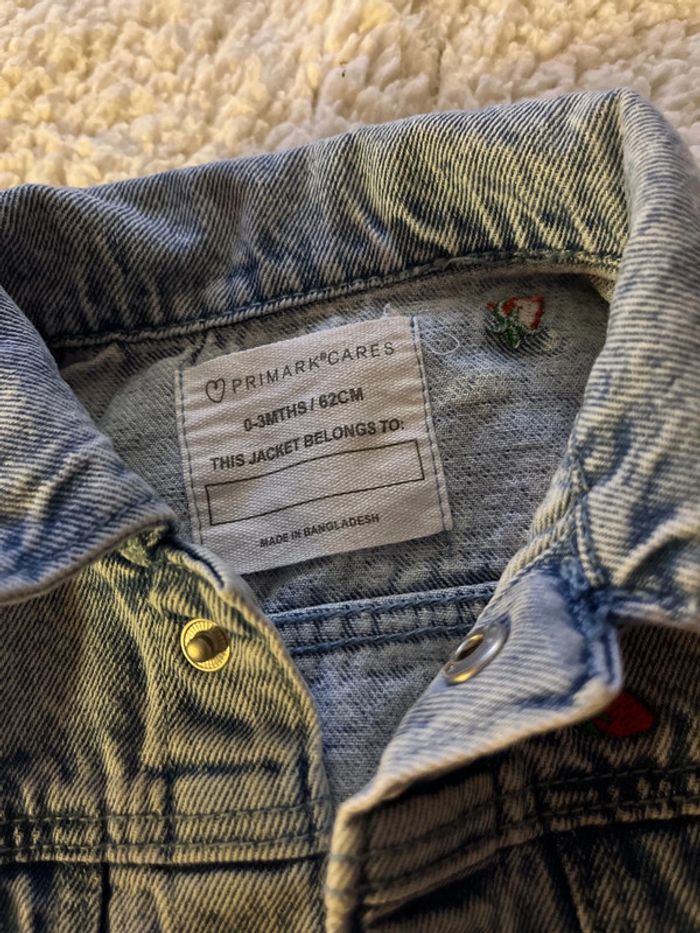 PRIMARK®CARES
0-3MTHS / 62CM
THIS JACKET BELONGS TO:
MADE IN BANGLADESH